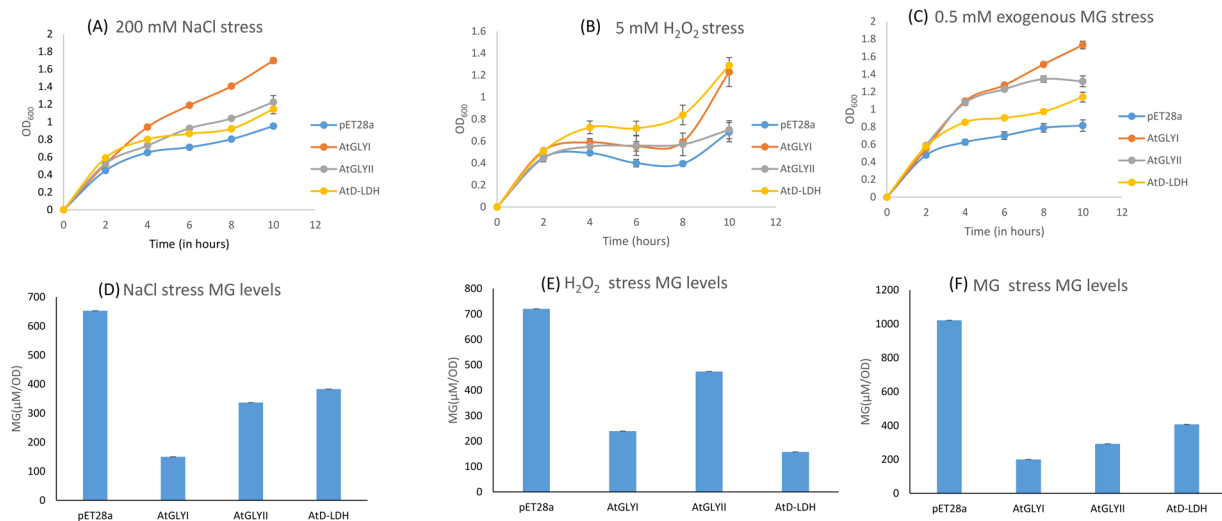 (A) 200 mM NaCl stress
2
1.8
1.6
1.4
1.2
1
0.8
0.6
0.4
0.2
0
OD600
0 2 4 6 8 10 12
Time (in hours)
pET28a
AtGLYI
AtGLYII
AtD-LDH
(B) 5 mM H2O2 stress
1.6
1.4
1.2
1
0.8
0.6
0.4
0.2
0
OD600
0 2 4 6 8 10 12
Time (hours)
pET28a
AtGLYI
AtGLYII
AtD-LDH
(C) 0.5 mM exogenous MG stress
2
1.8
1.6
1.4
1.2
1
0.8
0.6
0.4
0.2
0
OD600
0 2 4 6 8 10 12
Time (in hours)
pET28a
AtGLYI
AtGLYII
AtD-LDH
(D) NaCl stress MG levels
700
600
500
400
300
200
100
0
MG(µM/OD)
pET28a AtGLYI AtGLYII AtD-LDH
(E) H2O2 stress MG levels
800
700
600
500
400
300
200
100
0
MG(µM/OD)
pET28a AtGLYI AtGLYII AtD-LDH
(F) MG stress MG levels
1200
1000
800
600
400
200
0
MG(µM/OD)
pET28a AtGLYI AtGLYII AtD-LDH